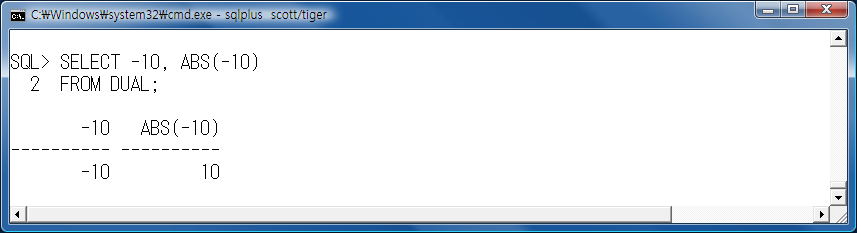 C:₩Windows₩system32₩cmd.exe - sqlplus  scott/tiger
SQL> SELECT -10, ABS(-10)
  2  FROM DUAL;
       -10   ABS(-10)
---------- ----------
       -10         10